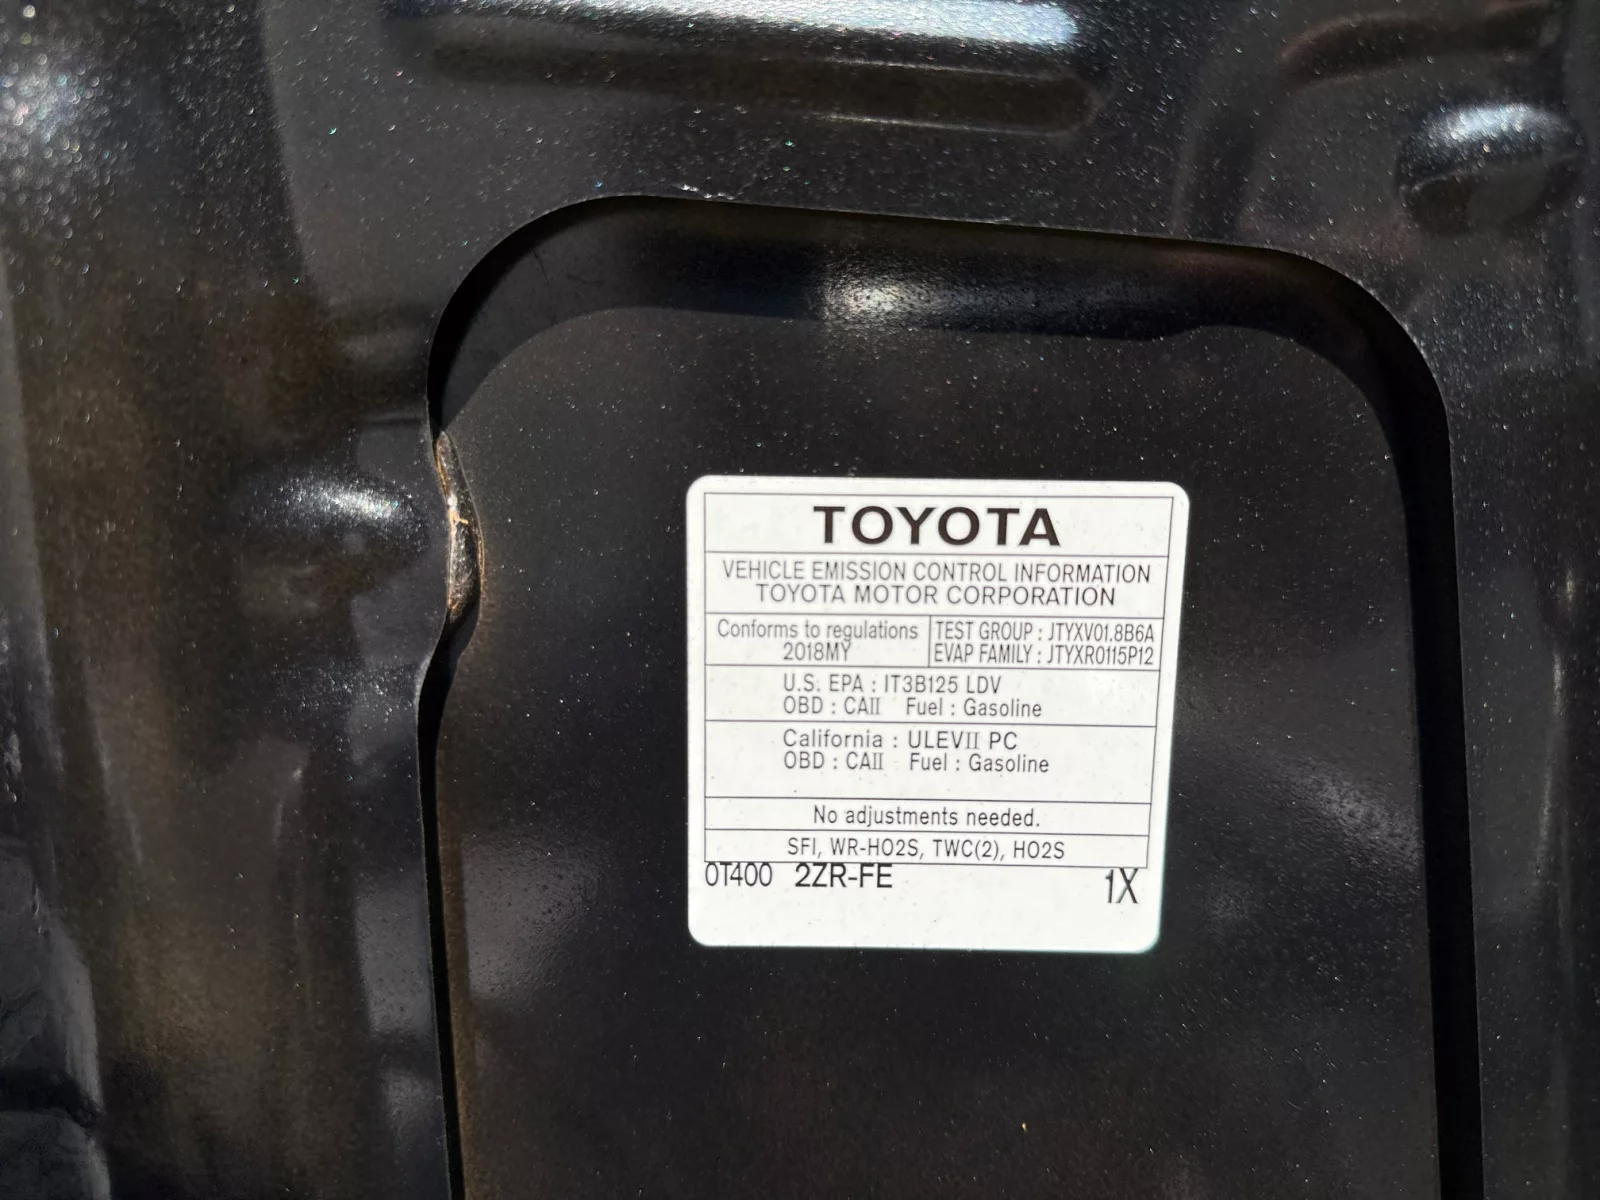 TOYOTA
VEHICLE EMISSION CONTROL INFORMATION
TOYOTA MOTOR CORPORATION
Conforms to regulations
2018MY
TEST GROUP : JTYXV01.8B6A
EVAP FAMILY : JTYXR0115P12
U.S. EPA : IT3B125 LDV
OBD : CAII Fuel : Gasoline
California : ULEVII PC
OBD : CAII Fuel : Gasoline
No adjustments needed.
SFI, WR-HO2S, TWC(2), HO2S
0T400 2ZR-FE 1X